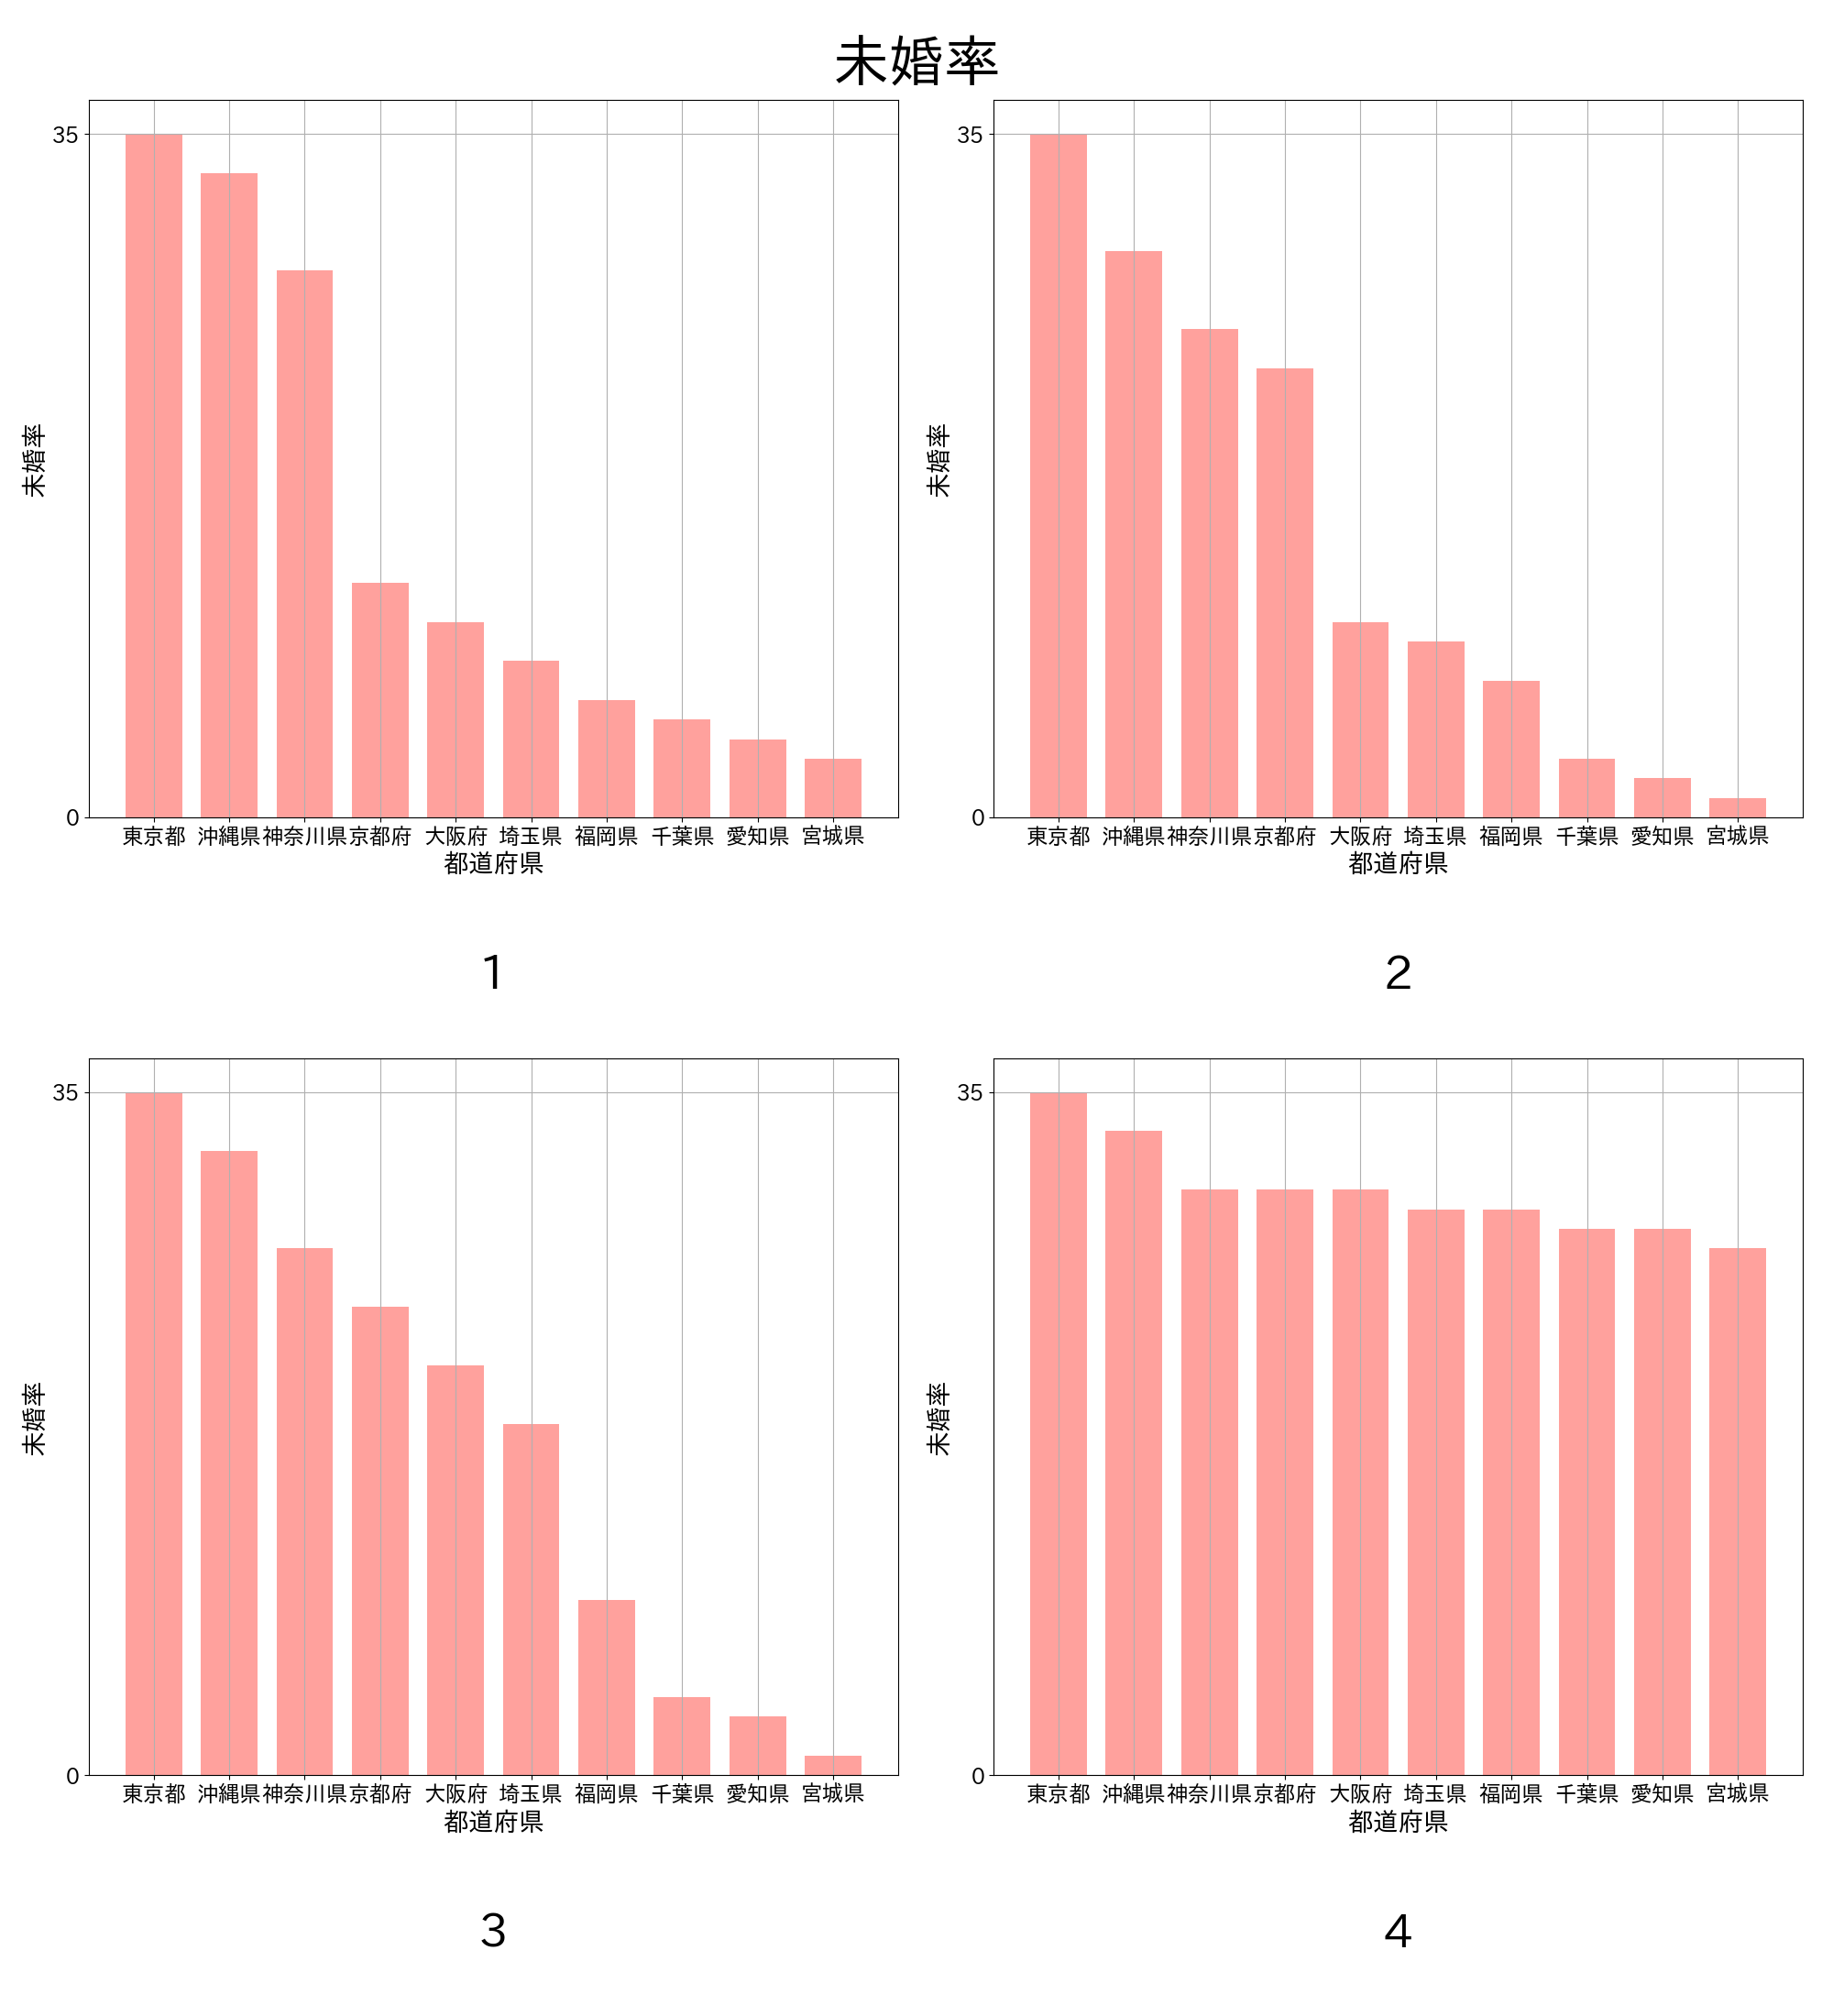 未婚率
35
35
未婚率
未婚率
0
0
東京都 沖縄県 神奈川県 京都府 大阪府 埼玉県 福岡県 千葉県 愛知県 宮城県
東京都 沖縄県 神奈川県 京都府 大阪府 埼玉県 福岡県 千葉県 愛知県 宮城県
都道府県
都道府県
1
2
35
35
未婚率
未婚率
0
0
東京都 沖縄県 神奈川県 京都府 大阪府 埼玉県 福岡県 千葉県 愛知県 宮城県
東京都 沖縄県 神奈川県 京都府 大阪府 埼玉県 福岡県 千葉県 愛知県 宮城県
都道府県
都道府県
3
4